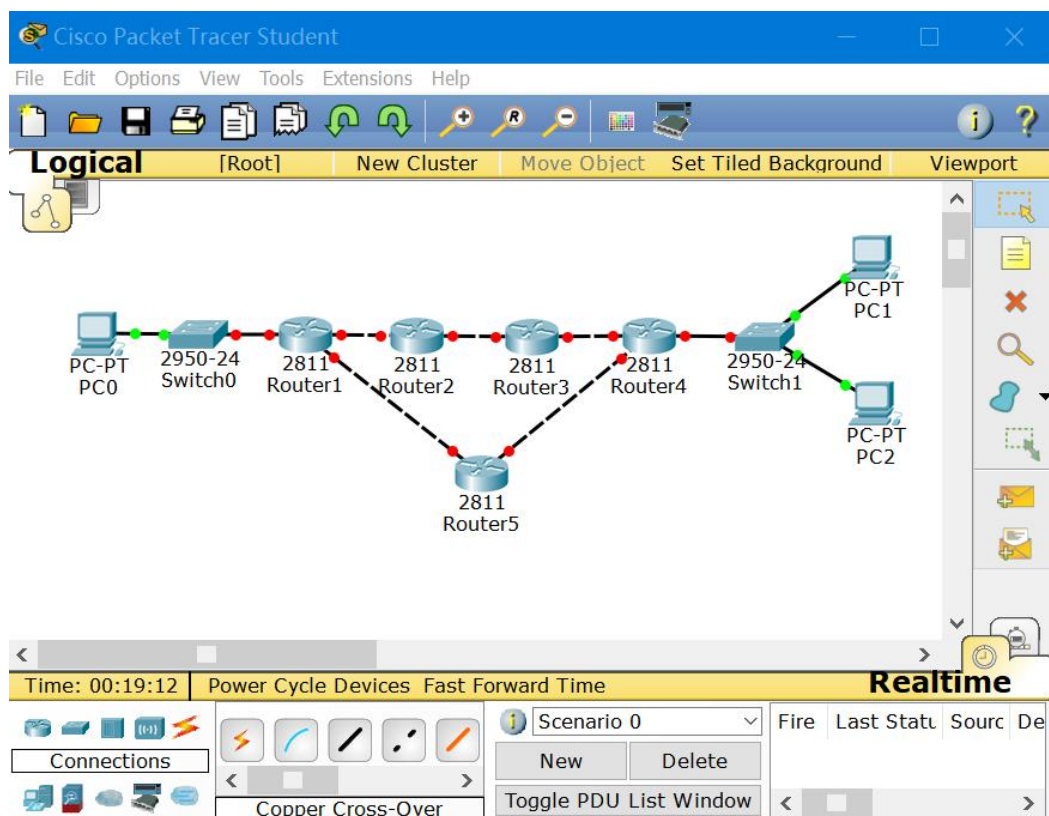 Cisco Packet Tracer Student
File Edit Options View Tools Extensions Help
Logical [Root] New Cluster Move Object Set Tiled Background Viewport
PC-PT
PC1
PC-PT
PC0
2950-24
Switch0
2811
Router1
2811
Router2
2811
Router3
2811
Router4
2950-24
Switch1
PC-PT
PC2
2811
Router5
Time: 00:19:12 Power Cycle Devices Fast Forward Time Realtime
Scenario 0
Fire Last Statu Sourc De
Connections
New Delete
Copper Cross-Over
Toggle PDU List Window